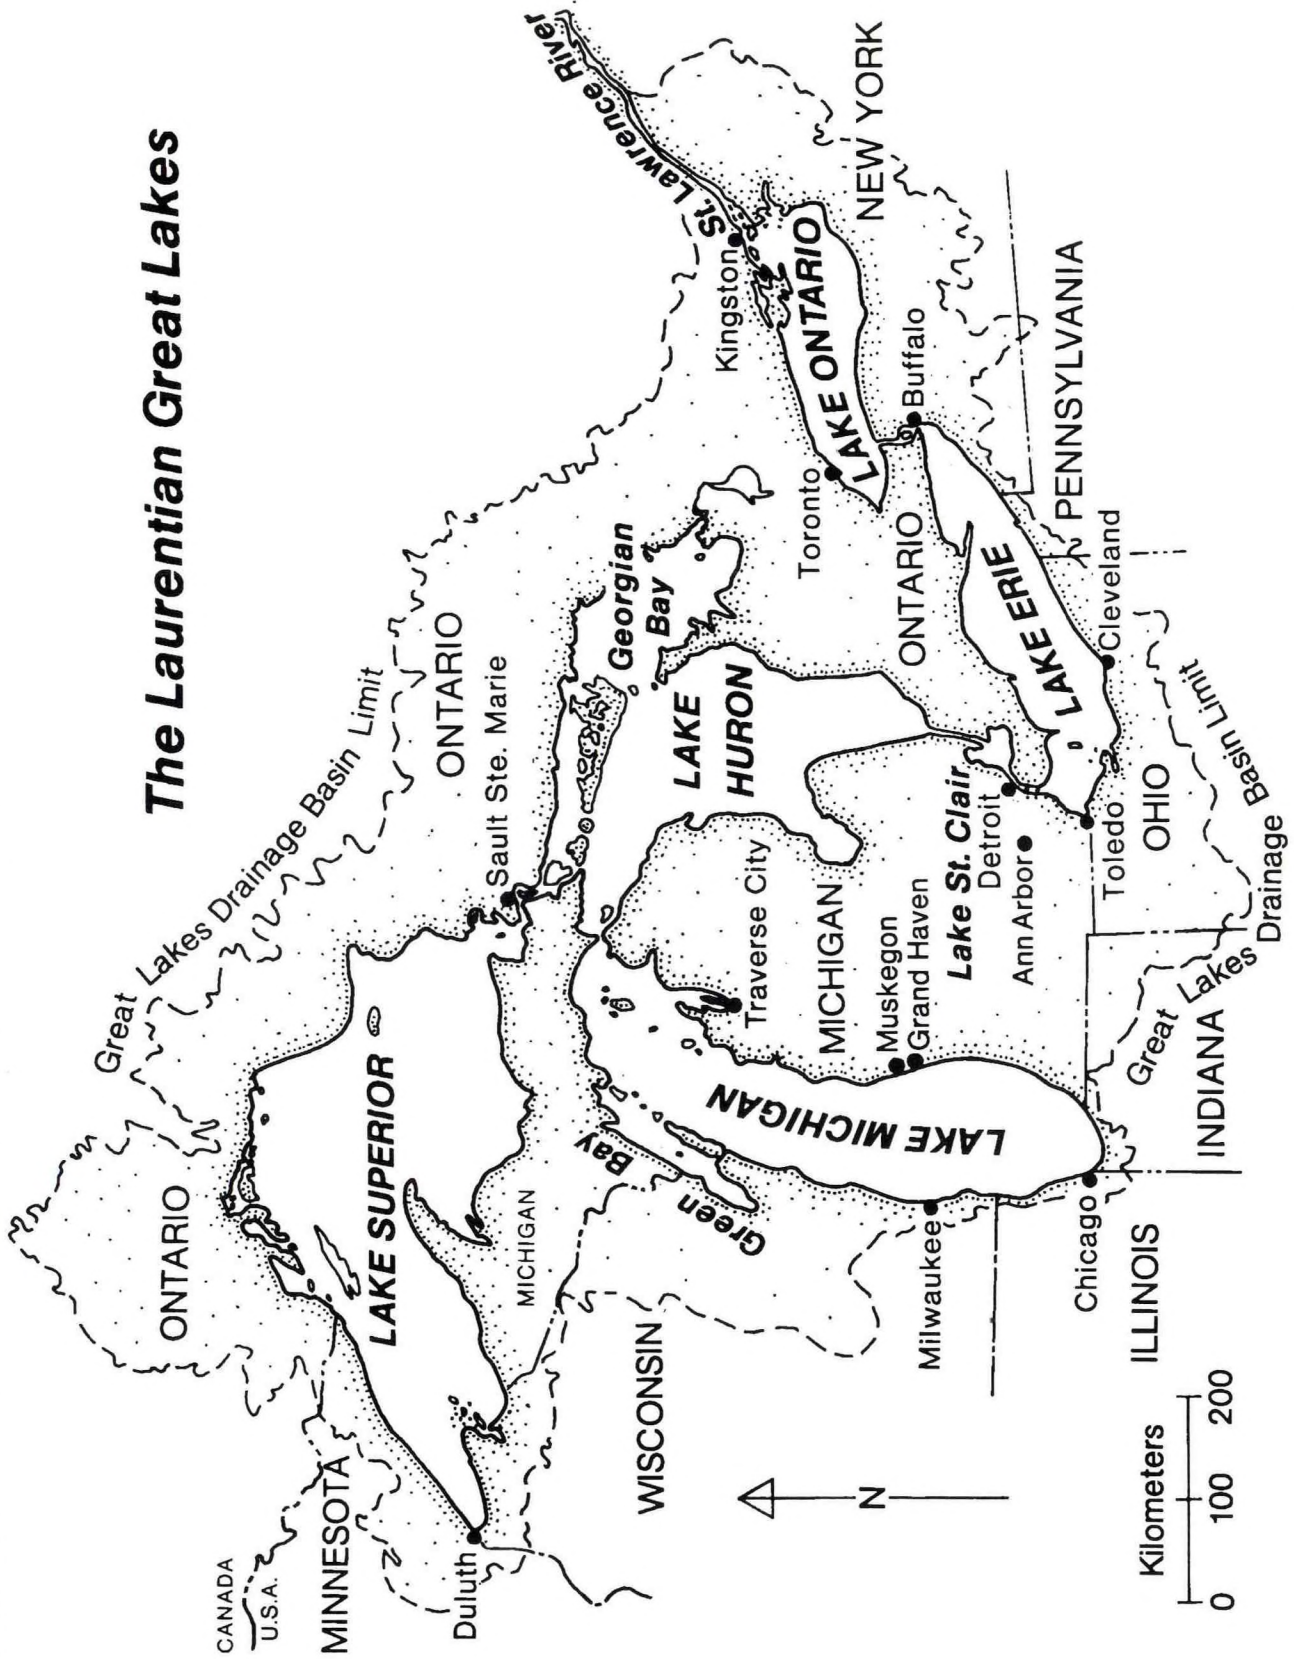 The Laurentian Great Lakes
CANADA
U.S.A.
MINNESOTA
Duluth
ONTARIO
Great Lakes Drainage Basin Limit
LAKE SUPERIOR
MICHIGAN
ONTARIO
Sault Ste. Marie
WISCONSIN
Green Bay
LAKE MICHIGAN
Traverse City
MICHIGAN
Muskegon
Grand Haven
Milwaukee
Chicago
ILLINOIS
INDIANA
LAKE
HURON
Georgian
Bay
Lake St. Clair
Detroit
Ann Arbor
Toledo
OHIO
Great Lakes Drainage Basin Limit
LAKE ERIE
Cleveland
ONTARIO
Toronto
LAKE ONTARIO
Kingston
St. Lawrence River
Buffalo
NEW YORK
PENNSYLVANIA
N
Kilometers
0 100 200